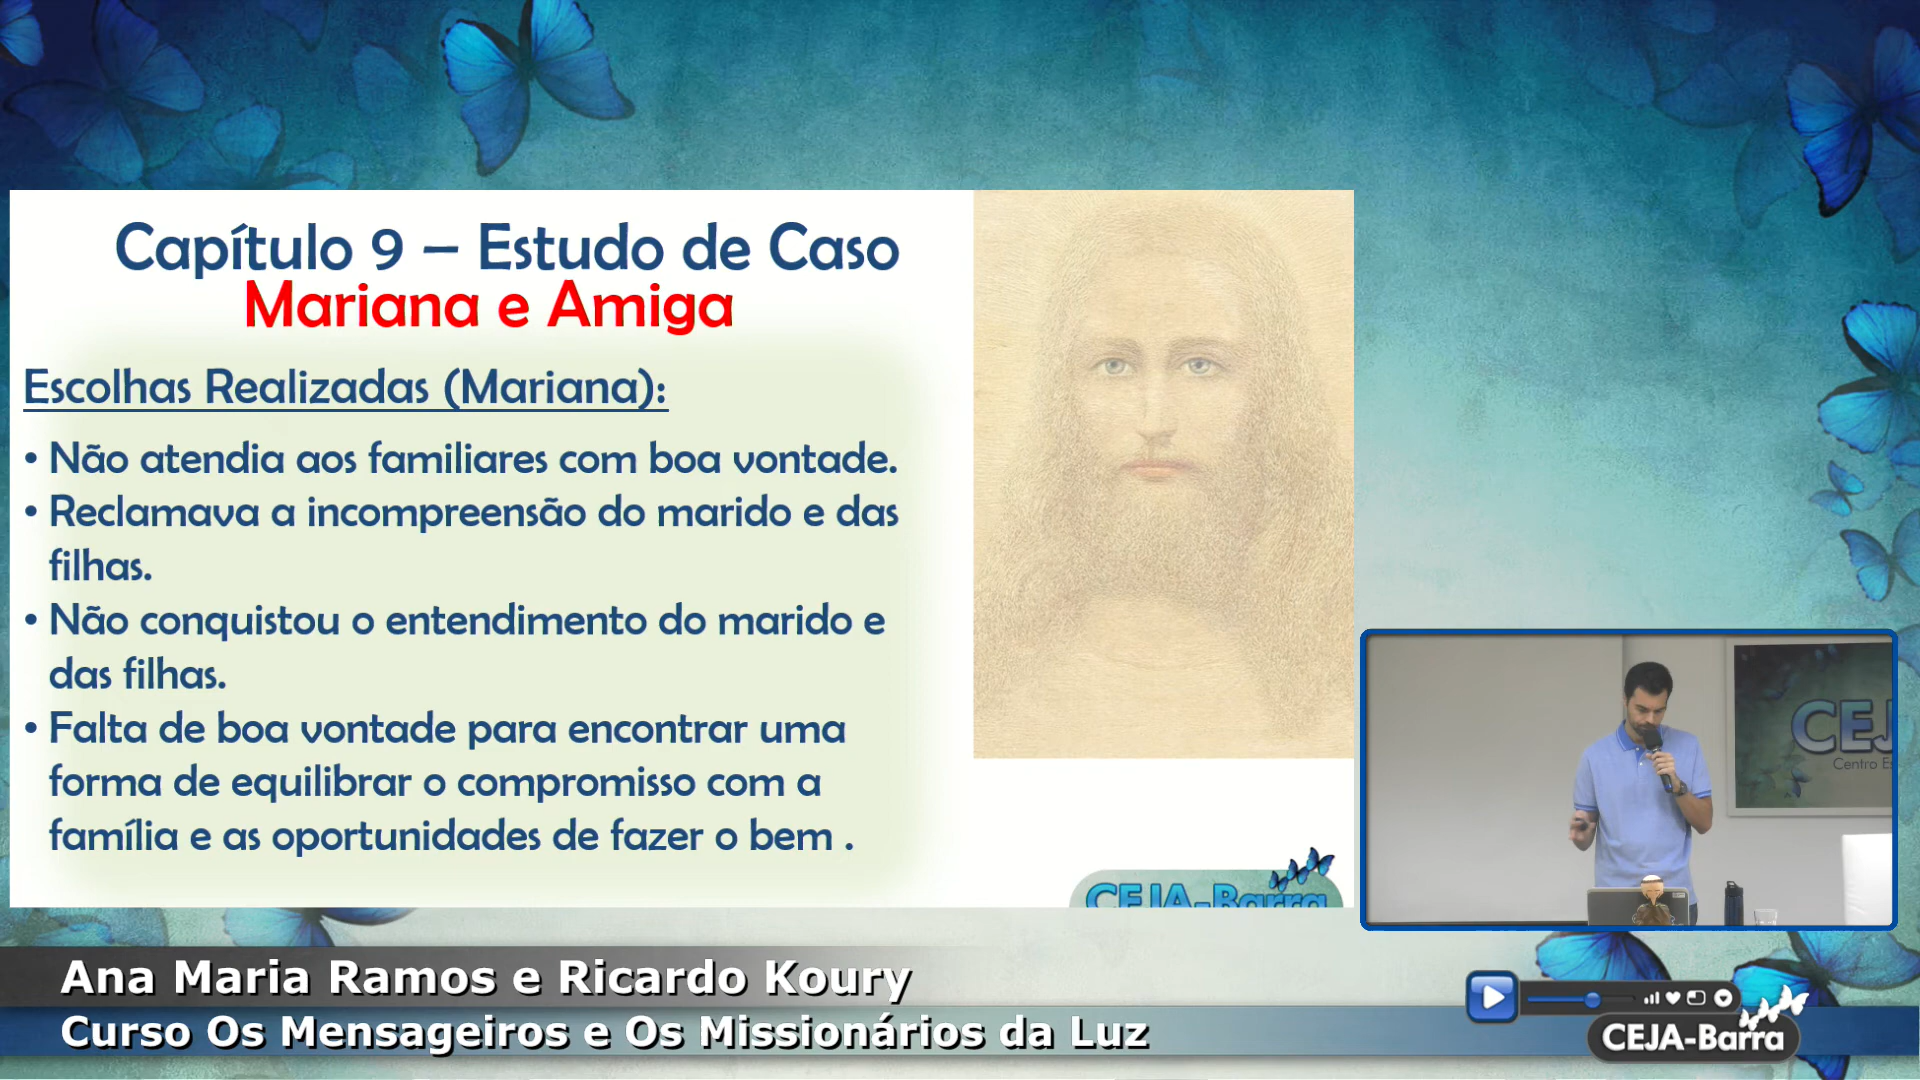 Capítulo 9 – Estudo de Caso
Mariana e Amiga
Escolhas Realizadas (Mariana):
• Não atendia aos familiares com boa vontade.
• Reclamava a incompreensão do marido e das
filhas.
• Não conquistou o entendimento do marido e
das filhas.
• Falta de boa vontade para encontrar uma
forma de equilibrar o compromisso com a
família e as oportunidades de fazer o bem .
CEJA-Barra
CEJ
Centro Es
Ana Maria Ramos e Ricardo Koury
Curso Os Mensageiros e Os Missionários da Luz
CEJA-Barra